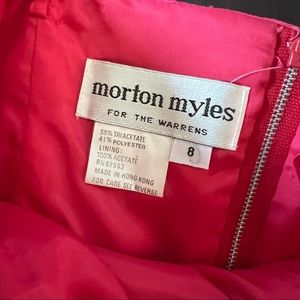 morton myles
FOR THE WARRENS
59% TRIACETATE
41% POLYESTER
LINING:
100% ACETATE
RN 62553
MADE IN HONG KONG
FOR CARE SEE REVERSE
8